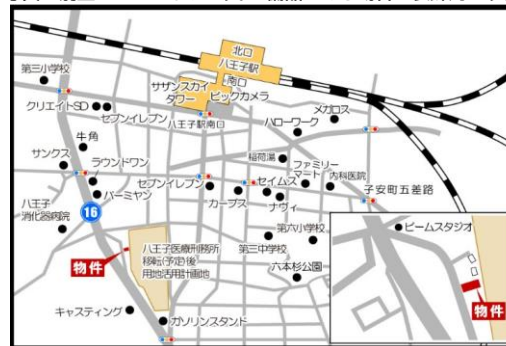 北口
八王子駅
南口
第三小学校
サザンスカイ
タワー
ビックカメラ
クリエイトSD
セブンイレブン
八王子駅南口
ハローワーク
メガロス
牛角
サンクス
ラウンドワン
稲荷湯
ファミリー
マート
内科医院
セブンイレブン
セイムス
子安町五差路
バーミヤン
カーブス
ナヴィ
八王子
消化器病院
16
第六小学校
第三中学校
八王子医療刑務所
移転(予定)後
用地活用計画地
物件
六本杉公園
キャスティング
ガソリンスタンド
ビームスタジオ
物件